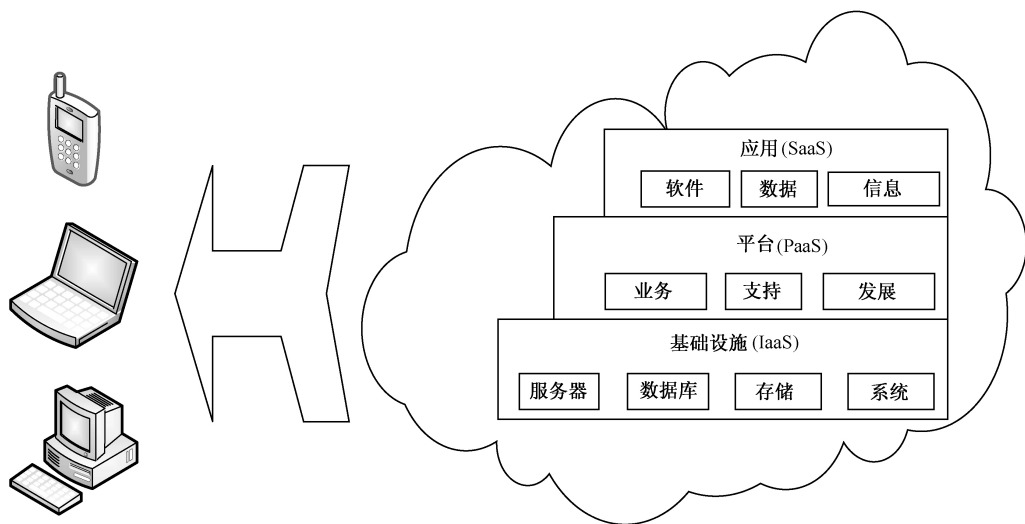 应用(SaaS)
软件 数据 信息
平台(PaaS)
业务 支持 发展
基础设施(IaaS)
服务器 数据库 存储 系统